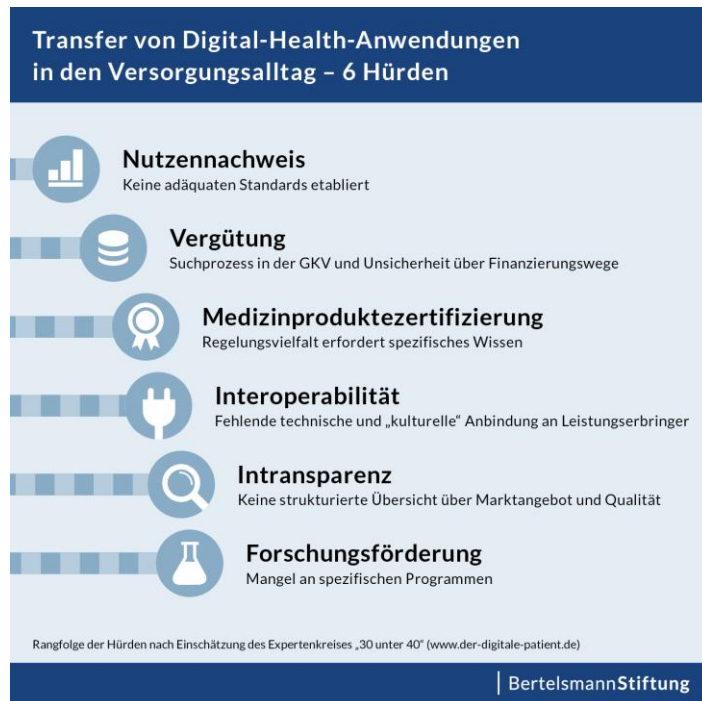 Transfer von Digital-Health-Anwendungen
in den Versorgungsalltag – 6 Hürden
Nutzennachweis
Keine adäquaten Standards etabliert
Vergütung
Suchprozess in der GKV und Unsicherheit über Finanzierungswege
Medizinproduktezertifizierung
Regelungsvielfalt erfordert spezifisches Wissen
Interoperabilität
Fehlende technische und „kulturelle“ Anbindung an Leistungserbringer
Intransparenz
Keine strukturierte Übersicht über Marktangebot und Qualität
Forschungsförderung
Mangel an spezifischen Programmen
Rangfolge der Hürden nach Einschätzung des Expertenkreises „30 unter 40“ (www.der-digitale-patient.de)
BertelsmannStiftung